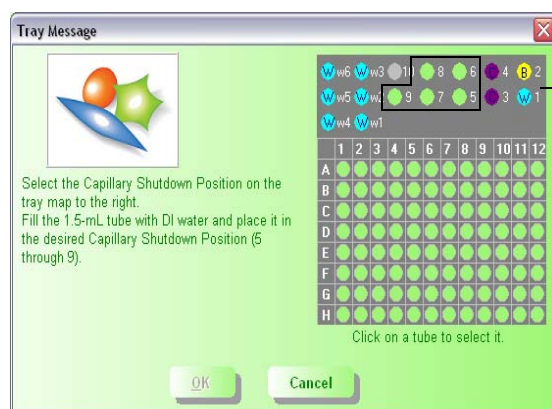 Tray Message
W w6 W w3 10 8 6 4 B 2
W w5 W w2 9 7 5 3 W 1
W w4 W w1
1 2 3 4 5 6 7 8 9 10 11 12
A
B
C
D
E
F
G
H
Select the Capillary Shutdown Position on the
tray map to the right.
Fill the 1.5-mL tube with DI water and place it in
the desired Capillary Shutdown Position (5
through 9).
Click on a tube to select it.
OK Cancel